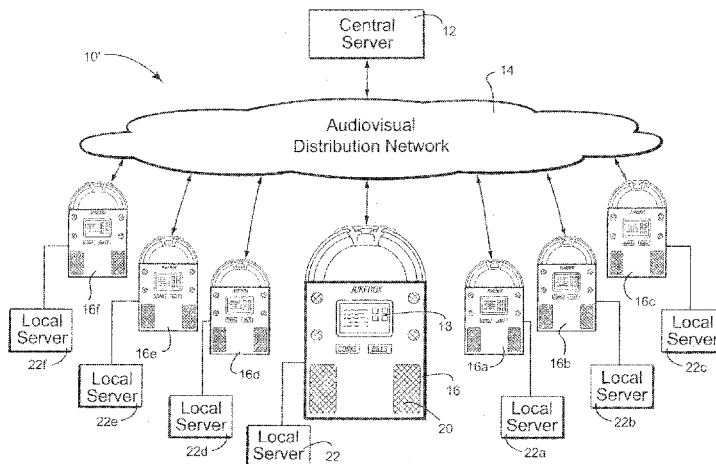 Central
Server
12
10'
14
Audiovisual
Distribution Network
JUKEBOX
13
16f
16e
16d
16
16a
16b
16c
20
Local
Server
22f
Local
Server
22e
Local
Server
22d
Local
Server
22
Local
Server
22a
Local
Server
22b
Local
Server
22c